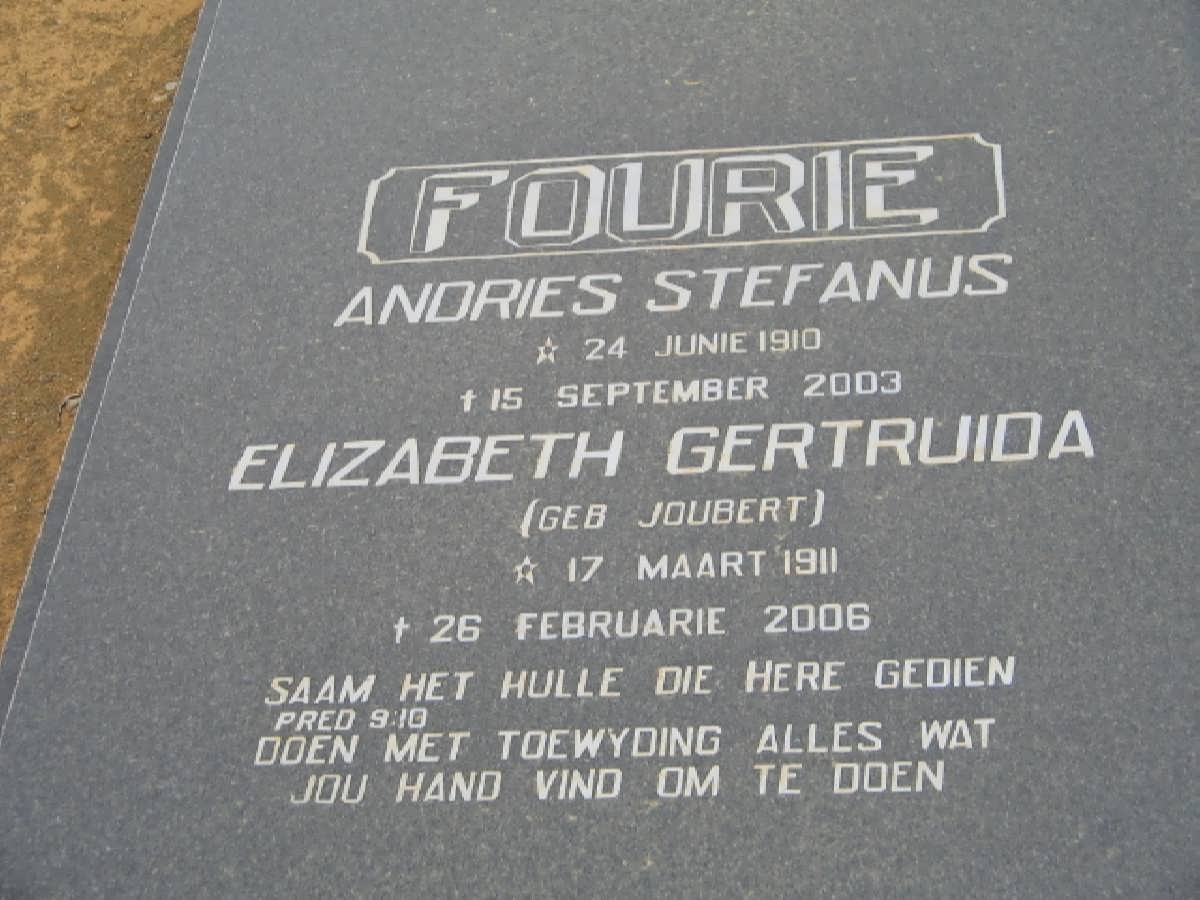 FOURIE
ANDRIES STEFANUS
☆ 24 JUNIE 1910
† 15 SEPTEMBER 2003
ELIZABETH GERTRUIDA
(GEB JOUBERT)
☆ 17 MAART 1911
† 26 FEBRUARIE 2006
SAAM HET HULLE DIE HERE GEDIEN
PRED 9:10
DOEN MET TOEWYDING ALLES WAT
JOU HAND VIND OM TE DOEN